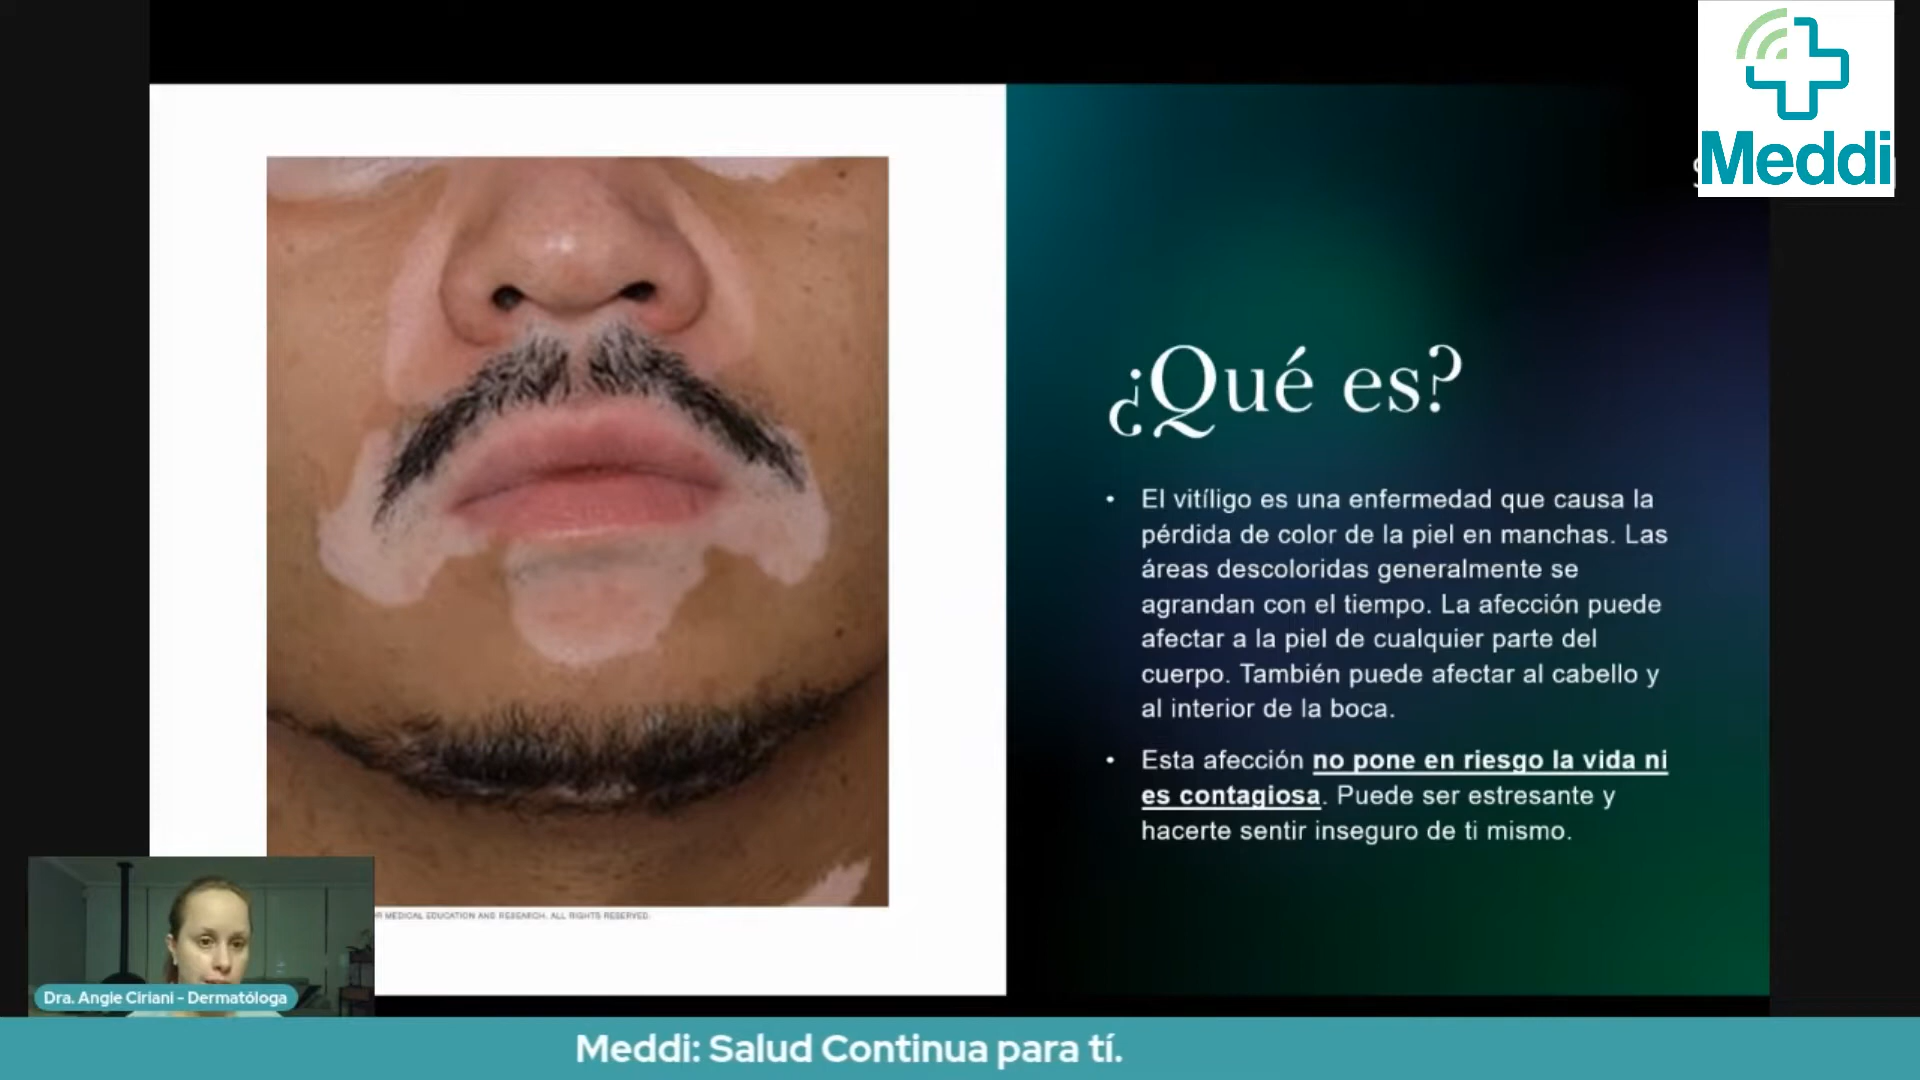 Meddi
¿Qué es?
• El vitíligo es una enfermedad que causa la
pérdida de color de la piel en manchas. Las
áreas descoloridas generalmente se
agrandan con el tiempo. La afección puede
afectar a la piel de cualquier parte del
cuerpo. También puede afectar al cabello y
al interior de la boca.
• Esta afección no pone en riesgo la vida ni
es contagiosa. Puede ser estresante y
hacerte sentir inseguro de ti mismo.
MEDICAL EDUCATION AND RESEARCH. ALL RIGHTS RESERVED.
Dra. Angie Ciriani - Dermatóloga
Meddi: Salud Continua para tí.